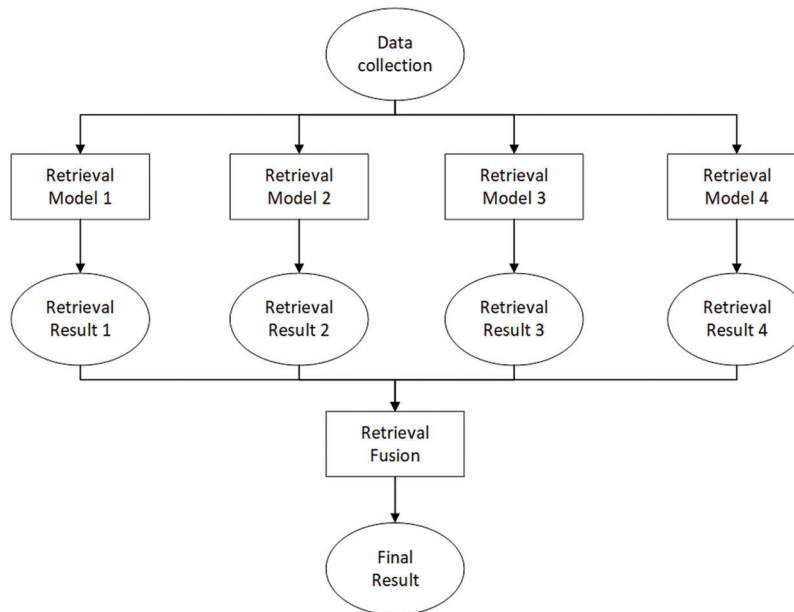 Data
collection
Retrieval
Model 1
Retrieval
Model 2
Retrieval
Model 3
Retrieval
Model 4
Retrieval
Result 1
Retrieval
Result 2
Retrieval
Result 3
Retrieval
Result 4
Retrieval
Fusion
Final
Result